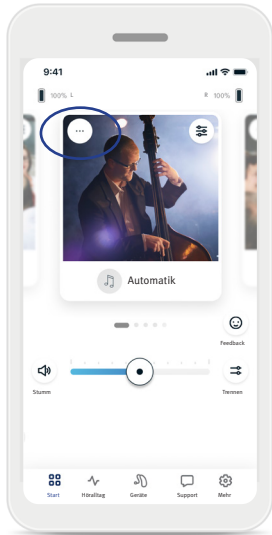 9:41
100% L
R 100%
...
Automatik
Feedback
Stumm
Trennen
Start
Höralltag
Geräte
Support
Mehr